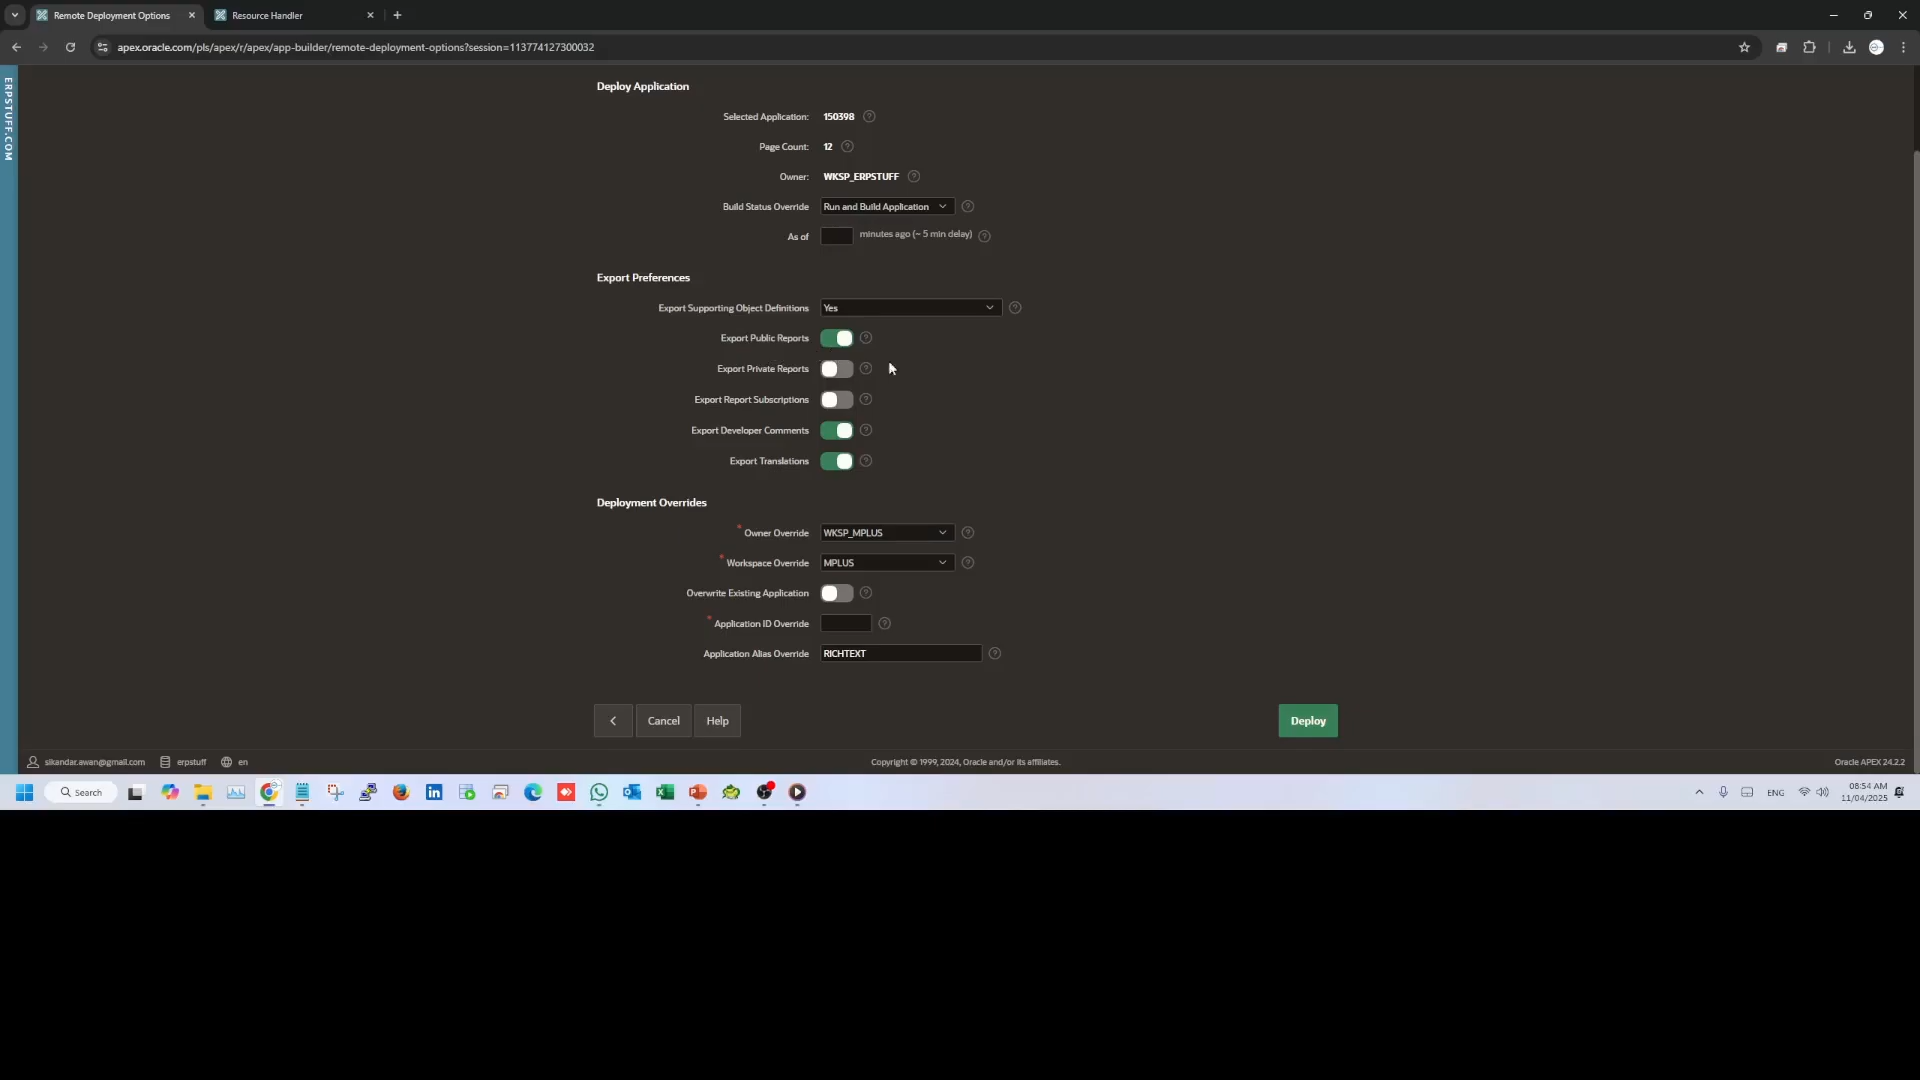 Remote Deployment Options
Resource Handler
apex.oracle.com/pls/apex/r/apex/app-builder/remote-deployment-options?session=113774127300032
ERPSTUFF.COM
Deploy Application
Selected Application: 150398
Page Count: 12
Owner: WKSP_ERPSTUFF
Build Status Override Run and Build Application
As of minutes ago (~ 5 min delay)
Export Preferences
Export Supporting Object Definitions Yes
Export Public Reports
Export Private Reports
Export Report Subscriptions
Export Developer Comments
Export Translations
Deployment Overrides
* Owner Override WKSP_MPLUS
* Workspace Override MPLUS
Overwrite Existing Application
* Application ID Override
Application Alias Override RICHTEXT
Cancel Help Deploy
sikandar.awan@gmail.com erpstuff en Copyright © 1999, 2024, Oracle and/or its affiliates. Oracle APEX 24.2.2
Search ENG 08:54 AM
11/04/2025